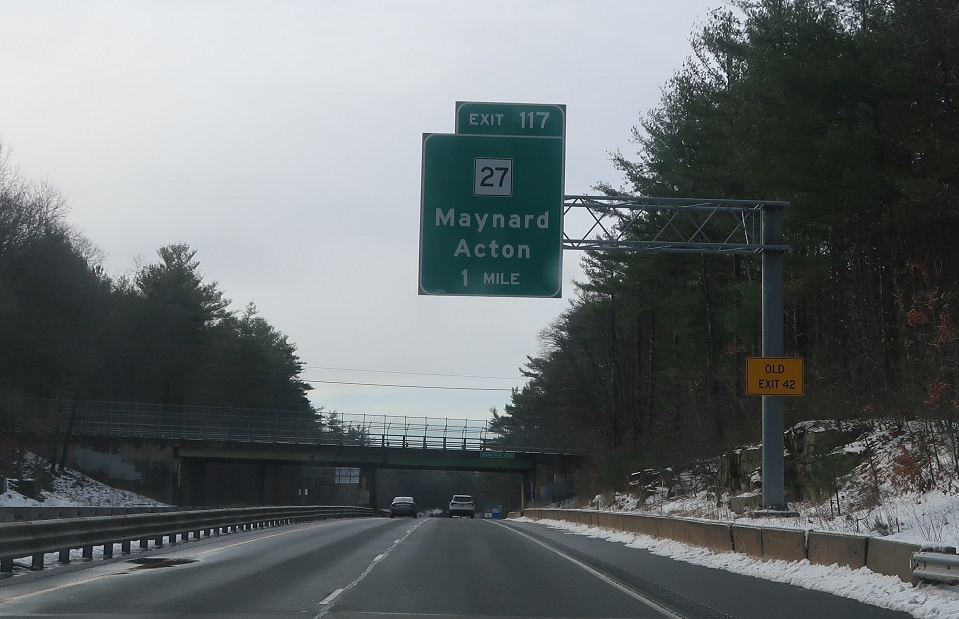 EXIT 117
27
Maynard
Acton
1 MILE
OLD
EXIT 42